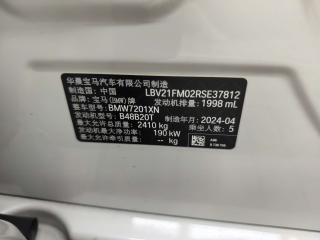 华晨宝马汽车有限公司制造
制造国：中国 LBV21FM02RSE37812
品牌：宝马(BMW)牌 发动机排量：1998 mL
整车型号：BMW7201XN
发动机型号：B48B20T 制造年月：2024-04
最大允许总质量：2410 kg 乘坐人数：5
发动机最大净功率：190 kW
最大允许牵引质量：-- kg